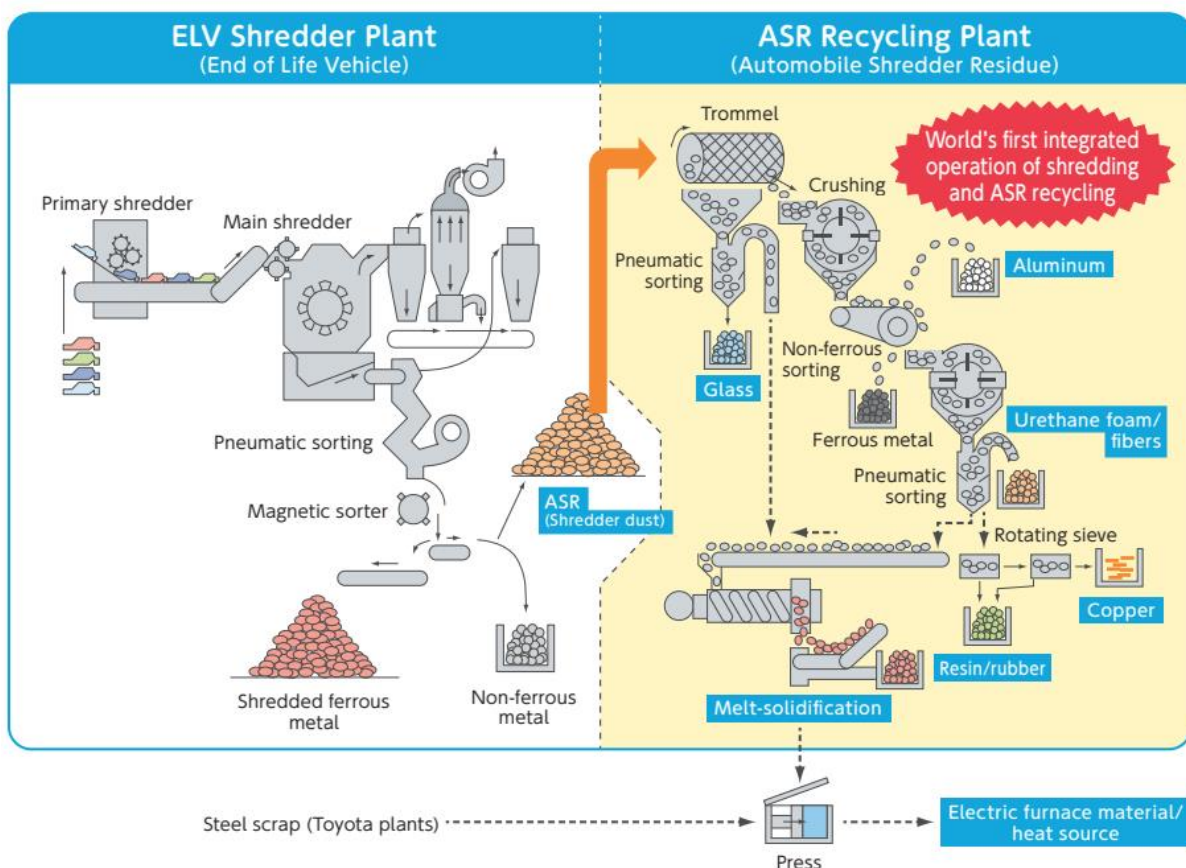 ELV Shredder Plant
(End of Life Vehicle)
Primary shredder
Main shredder
Pneumatic sorting
Magnetic sorter
ASR
(Shredder dust)
Shredded ferrous
metal
Non-ferrous
metal
ASR Recycling Plant
(Automobile Shredder Residue)
Trommel
World's first integrated
operation of shredding
and ASR recycling
Crushing
Pneumatic
sorting
Aluminum
Glass
Non-ferrous
sorting
Ferrous metal
Urethane foam/
fibers
Pneumatic
sorting
Rotating sieve
Copper
Resin/rubber
Melt-solidification
Steel scrap (Toyota plants)
Press
Electric furnace material/
heat source